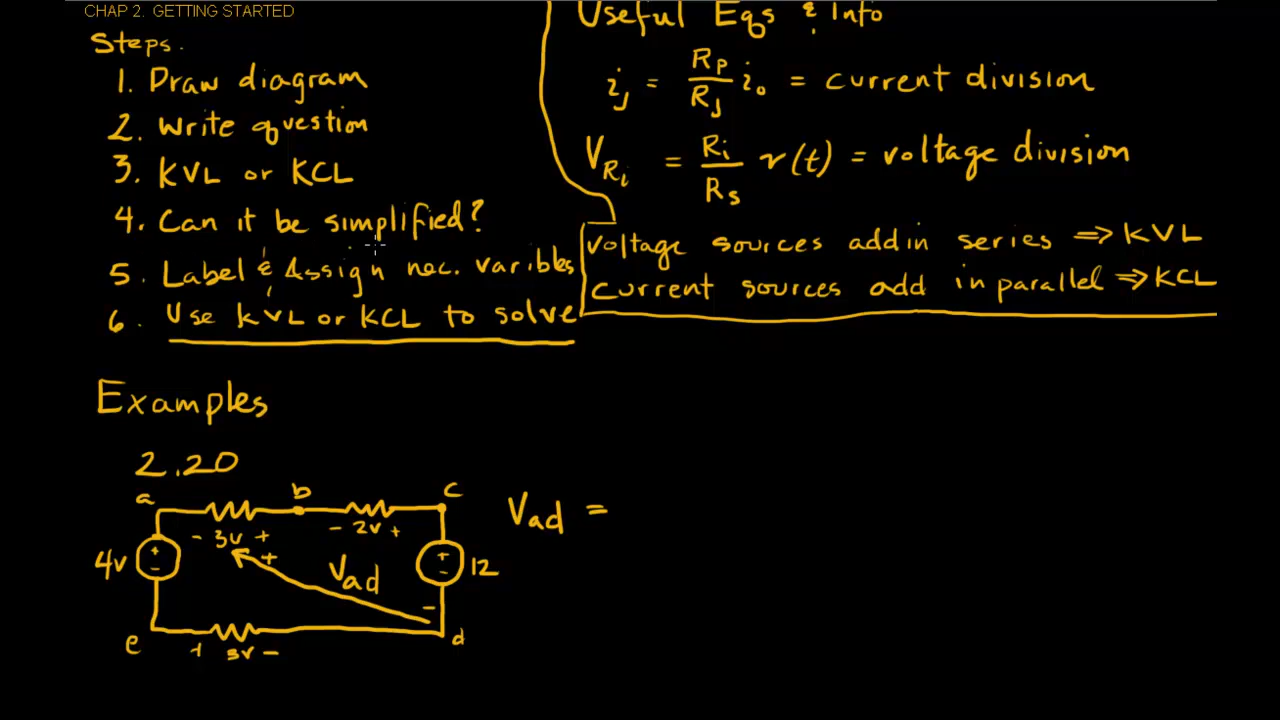 CHAP 2. GETTING STARTED
Steps.
1. Draw diagram
2. Write question
3. KVL or KCL
4. Can it be simplified?
5. Label & Assign nec. varibles
6. Use KVL or KCL to solve
Useful Eqs & Info
i_j = R_P/R_J i_o = current division
V_Ri = R_i/R_s v(t) = voltage division
voltage sources add in series => KVL
current sources add in parallel => KCL
Examples
2.20
a b c
- 3v + - 2v +
4v + - + V_ad + - 12
-
e d
+ 3v -
V_ad =